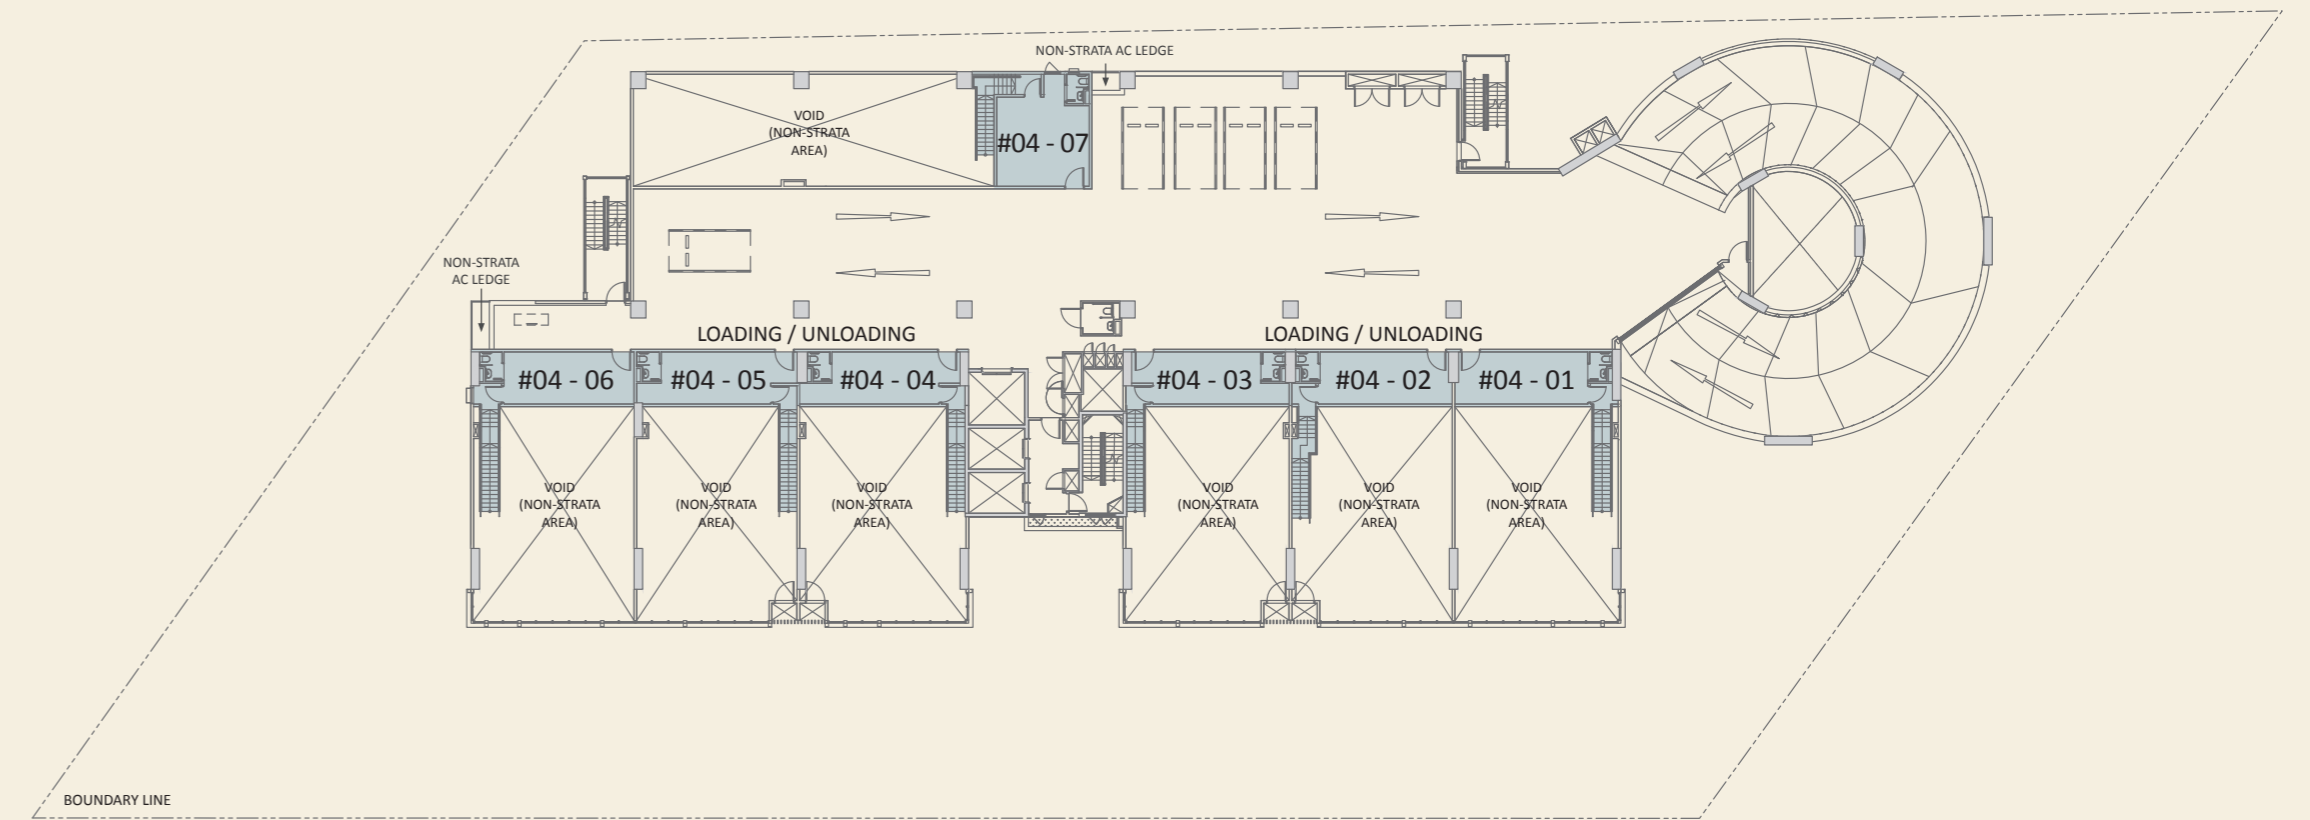 NON-STRATA AC LEDGE
VOID
(NON-STRATA
AREA)
#04 - 07
NON-STRATA
AC LEDGE
LOADING / UNLOADING
LOADING / UNLOADING
#04 - 06
#04 - 05
#04 - 04
#04 - 03
#04 - 02
#04 - 01
VOID
(NON-STRATA
AREA)
VOID
(NON-STRATA
AREA)
VOID
(NON-STRATA
AREA)
VOID
(NON-STRATA
AREA)
VOID
(NON-STRATA
AREA)
VOID
(NON-STRATA
AREA)
BOUNDARY LINE